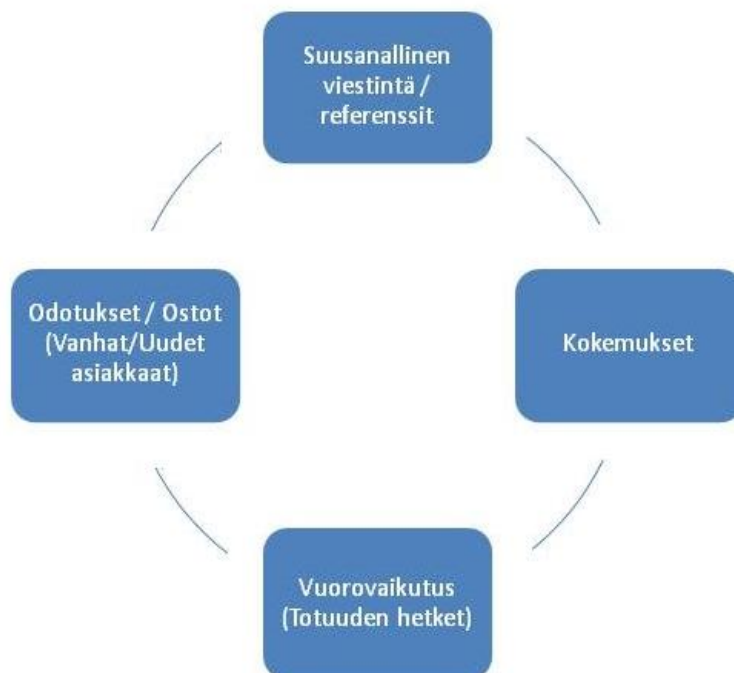 Suusanallinen
viestintä /
referenssit
Odotukset / Ostot
(Vanhat/Uudet
asiakkaat)
Kokemukset
Vuorovaikutus
(Totuuden hetket)